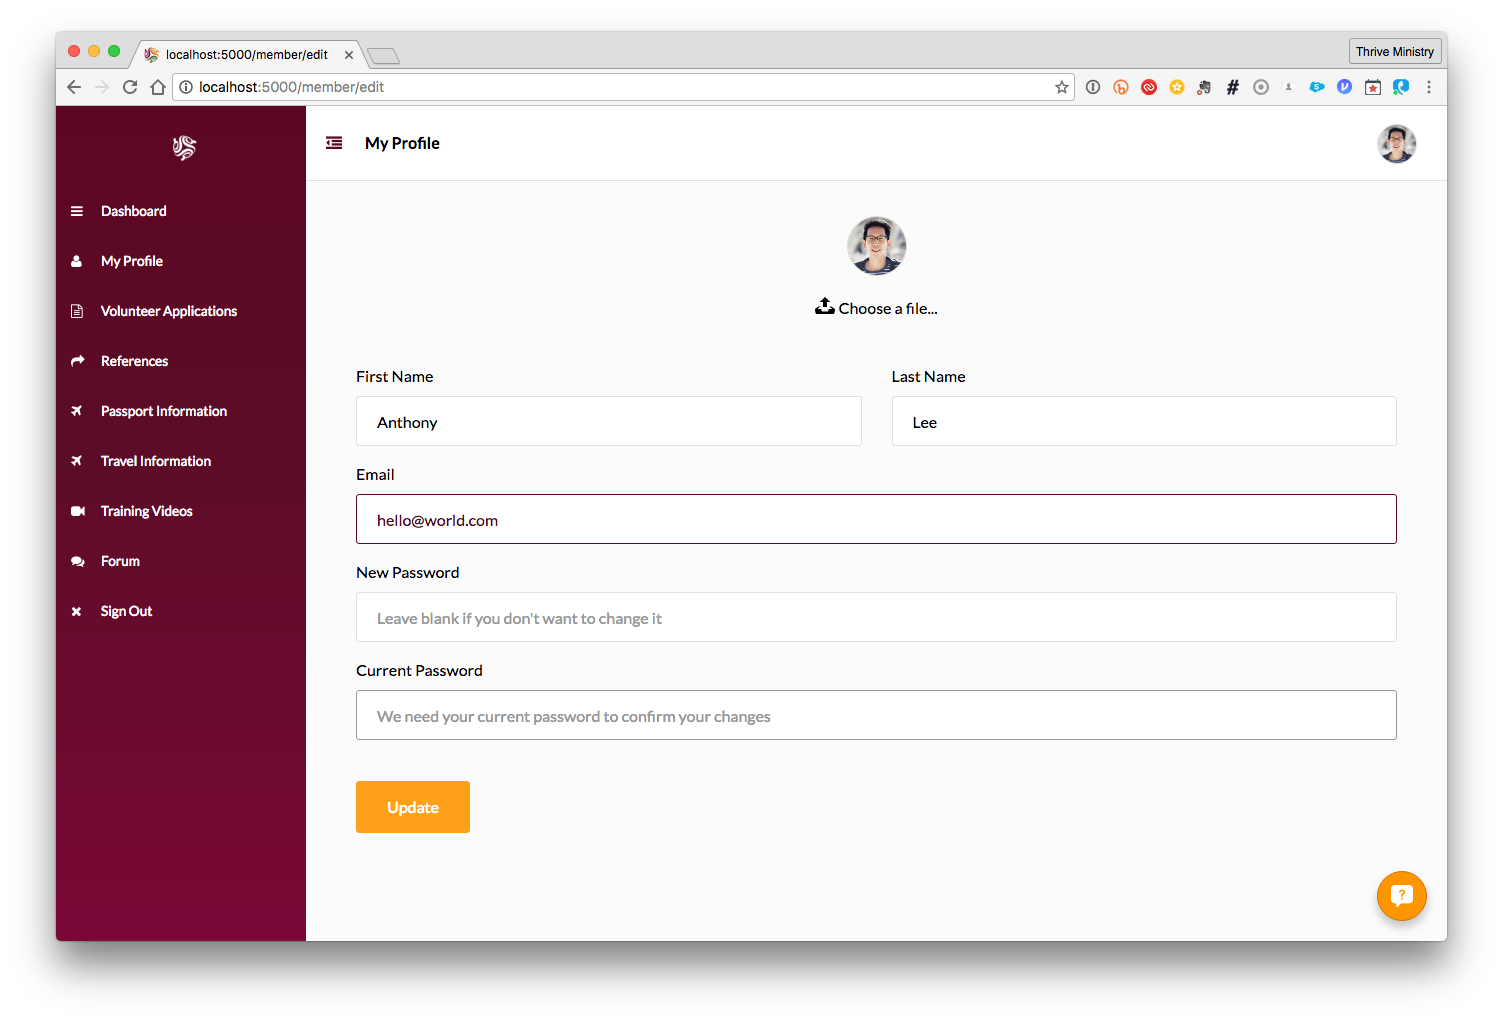 localhost:5000/member/edit
Thrive Ministry
localhost:5000/member/edit
My Profile
Dashboard
My Profile
Volunteer Applications
References
Passport Information
Travel Information
Training Videos
Forum
Sign Out
Choose a file...
First Name
Last Name
Anthony
Lee
Email
hello@world.com
New Password
Leave blank if you don't want to change it
Current Password
We need your current password to confirm your changes
Update